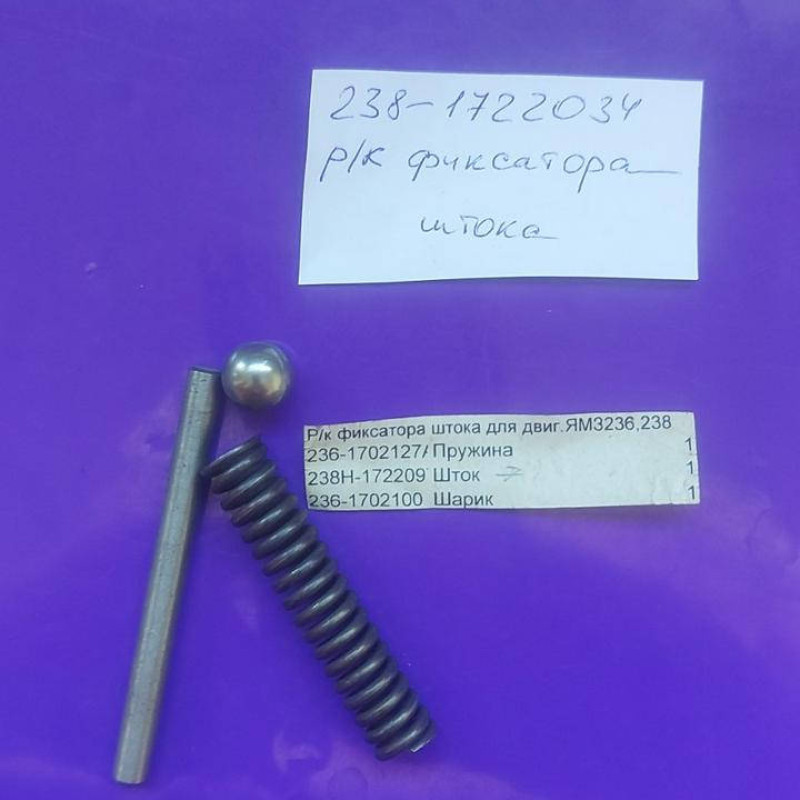 238-1722034
р/к фиксатора
штока
Р/к фиксатора штока для двиг.ЯМЗ236,238
236-1702127/ Пружина 1
238Н-172209 Шток 1
236-1702100 Шарик 1